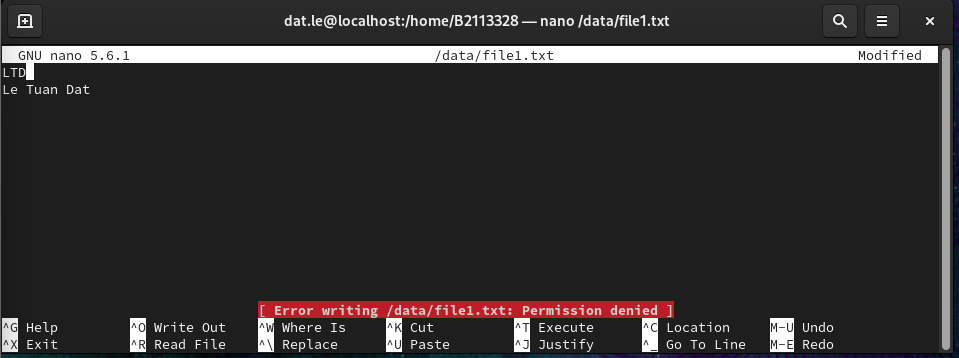 dat.le@localhost:/home/B2113328 — nano /data/file1.txt
GNU nano 5.6.1 /data/file1.txt Modified
LTD
Le Tuan Dat
[ Error writing /data/file1.txt: Permission denied ]
^G Help ^O Write Out ^W Where Is ^K Cut ^T Execute ^C Location M-U Undo
^X Exit ^R Read File ^\ Replace ^U Paste ^J Justify ^_ Go To Line M-E Redo